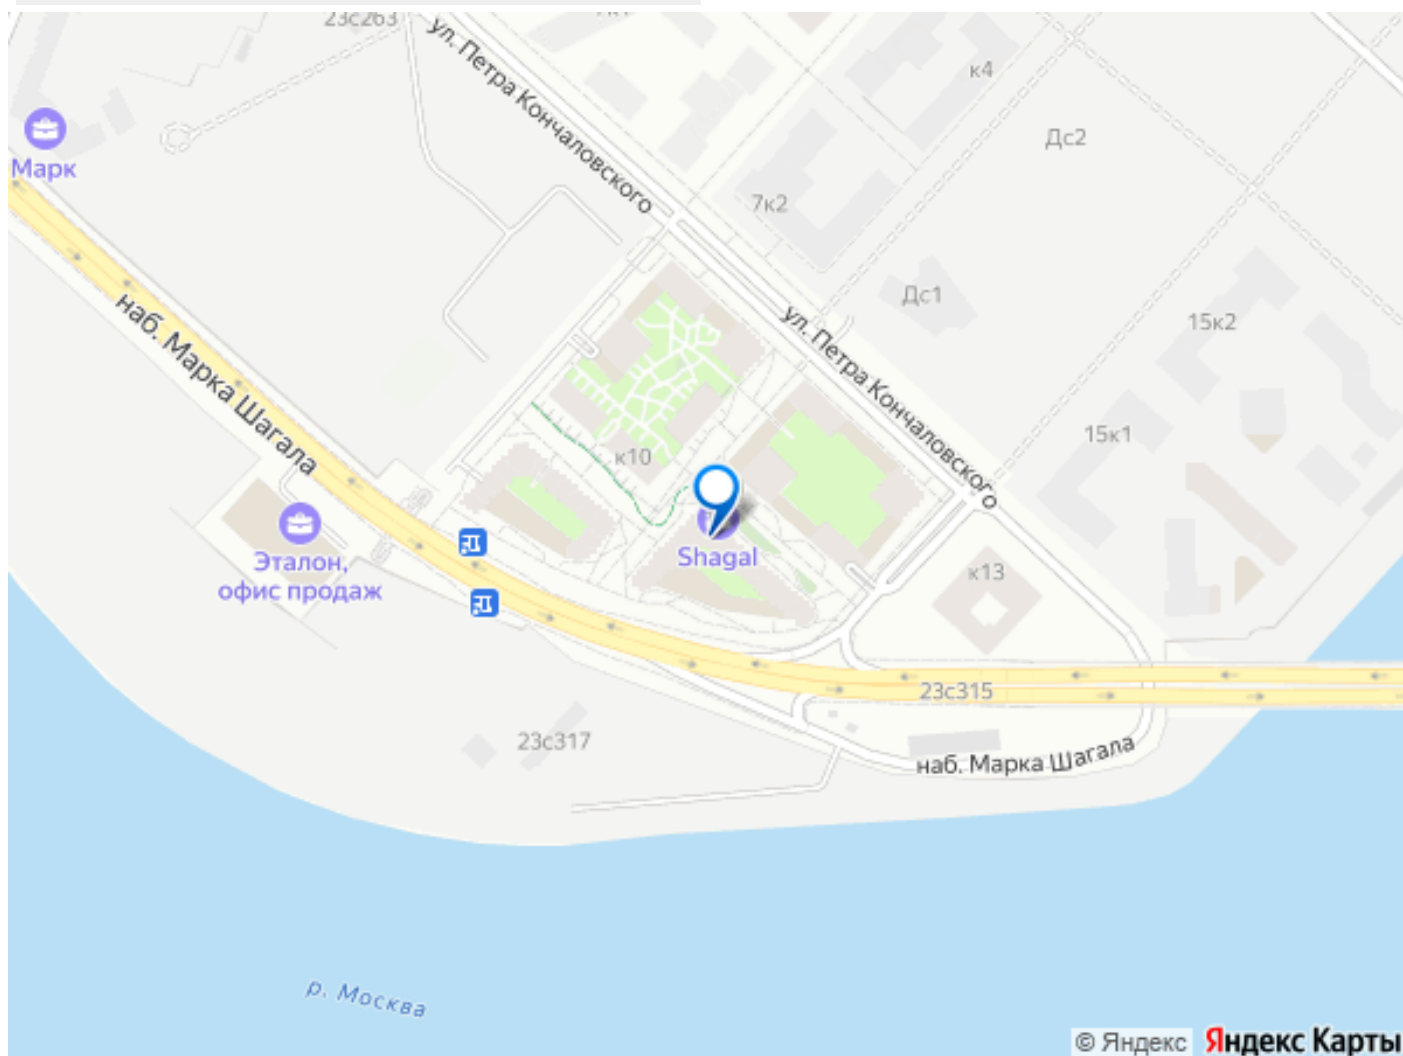 23с263
ул. Петра Кончаловского
к4
Марк
Дс2
7к2
Дс1
ул. Петра Кончаловского
15к2
наб. Марка Шагала
15к1
к10
Shagal
Эталон,
офис продаж
к13
23с315
23с317
наб. Марка Шагала
р. Москва
© Яндекс Яндекс Карты